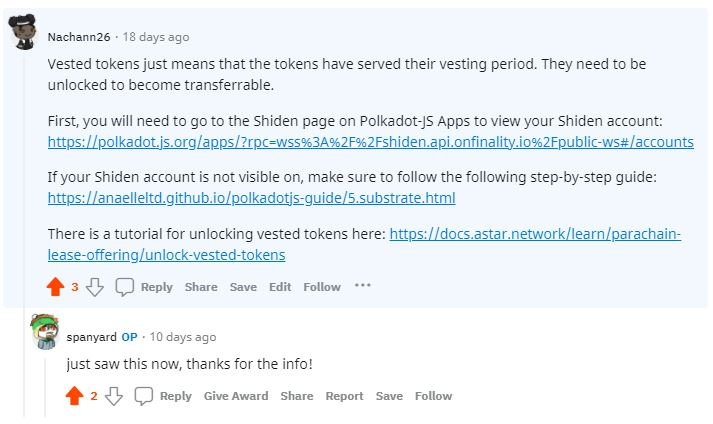 Nachann26 · 18 days ago
Vested tokens just means that the tokens have served their vesting period. They need to be
unlocked to become transferrable.
First, you will need to go to the Shiden page on Polkadot-JS Apps to view your Shiden account:
https://polkadot.js.org/apps/?rpc=wss%3A%2F%2Fshiden.api.onfinality.io%2Fpublic-ws#/accounts
If your Shiden account is not visible on, make sure to follow the following step-by-step guide:
https://anaelleltd.github.io/polkadotjs-guide/5.substrate.html
There is a tutorial for unlocking vested tokens here: https://docs.astar.network/learn/parachain-
lease-offering/unlock-vested-tokens
3 Reply Share Save Edit Follow ···
spanyard OP · 10 days ago
just saw this now, thanks for the info!
2 Reply Give Award Share Report Save Follow